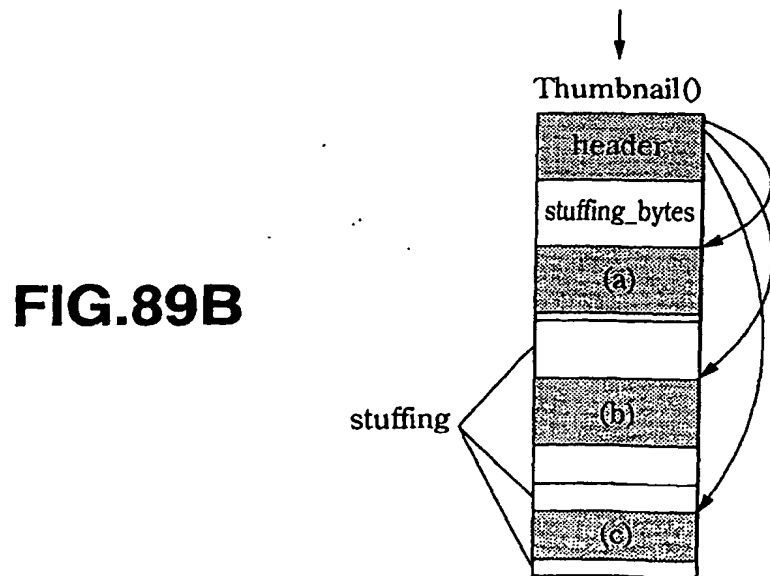 Thumbnail()
header
stuffing_bytes
(a)
FIG.89B
(b)
stuffing
(c)